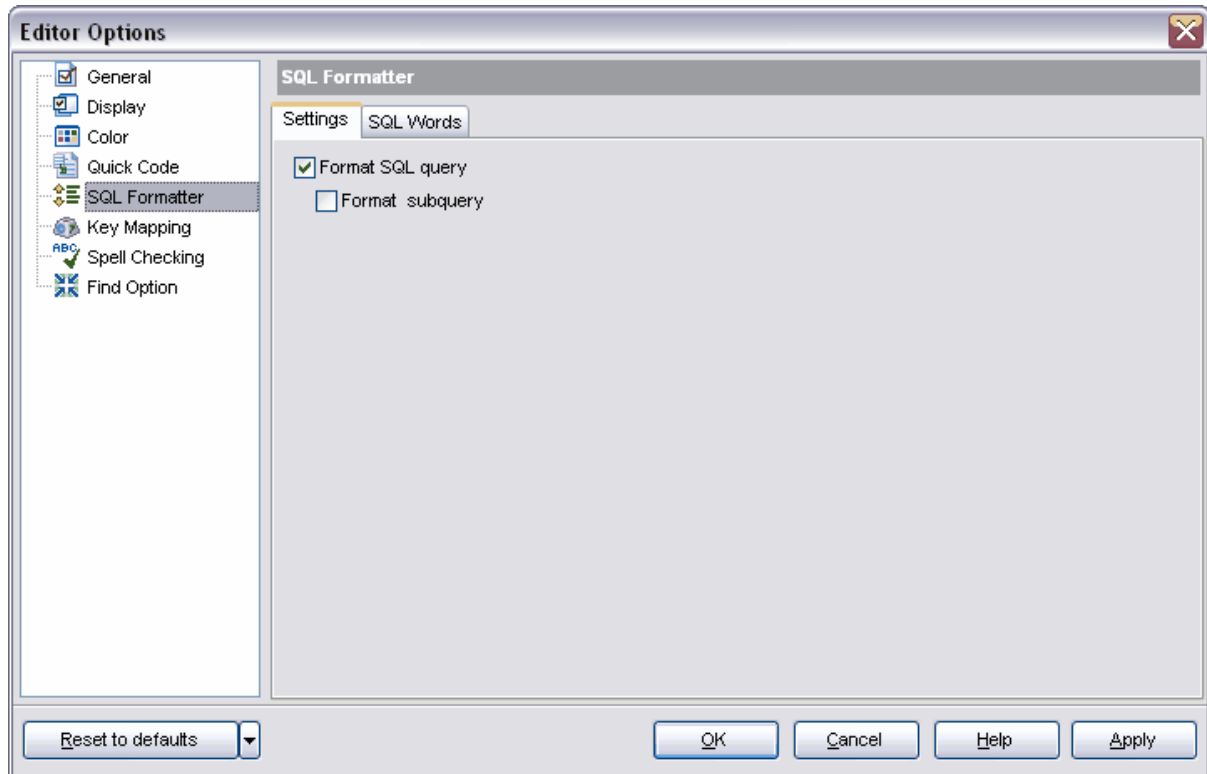 Editor Options
General
Display
Color
Quick Code
SQL Formatter
Key Mapping
ABC
Spell Checking
Find Option
SQL Formatter
Settings
SQL Words
Format SQL query
Format subquery
Reset to defaults
OK
Cancel
Help
Apply